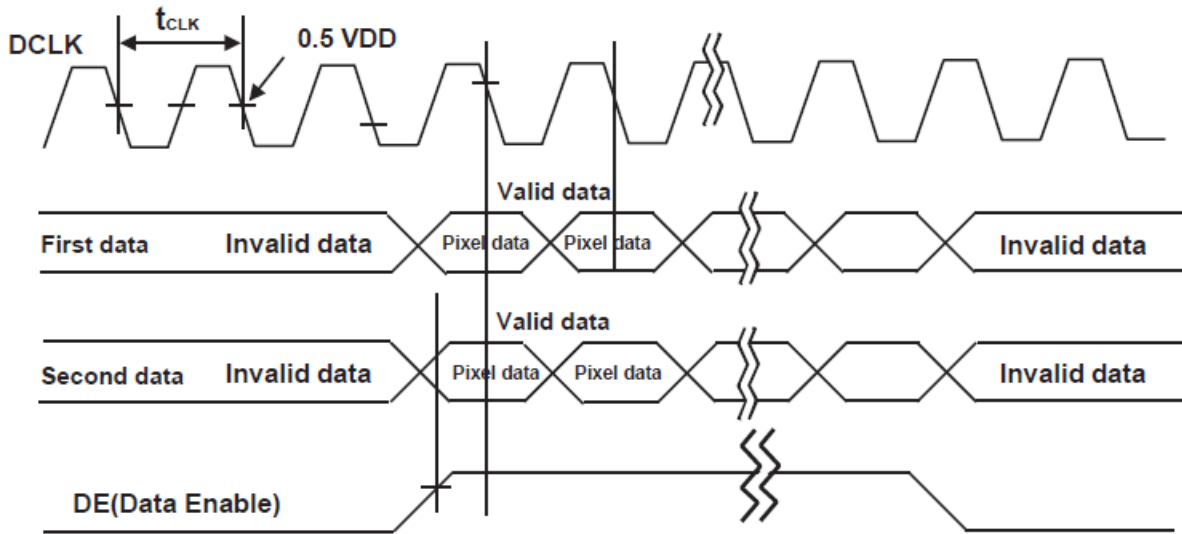 tCLK
DCLK
0.5 VDD
Valid data
First data
Invalid data
Pixel data
Pixel data
Invalid data
Valid data
Second data
Invalid data
Pixel data
Pixel data
Invalid data
DE(Data Enable)